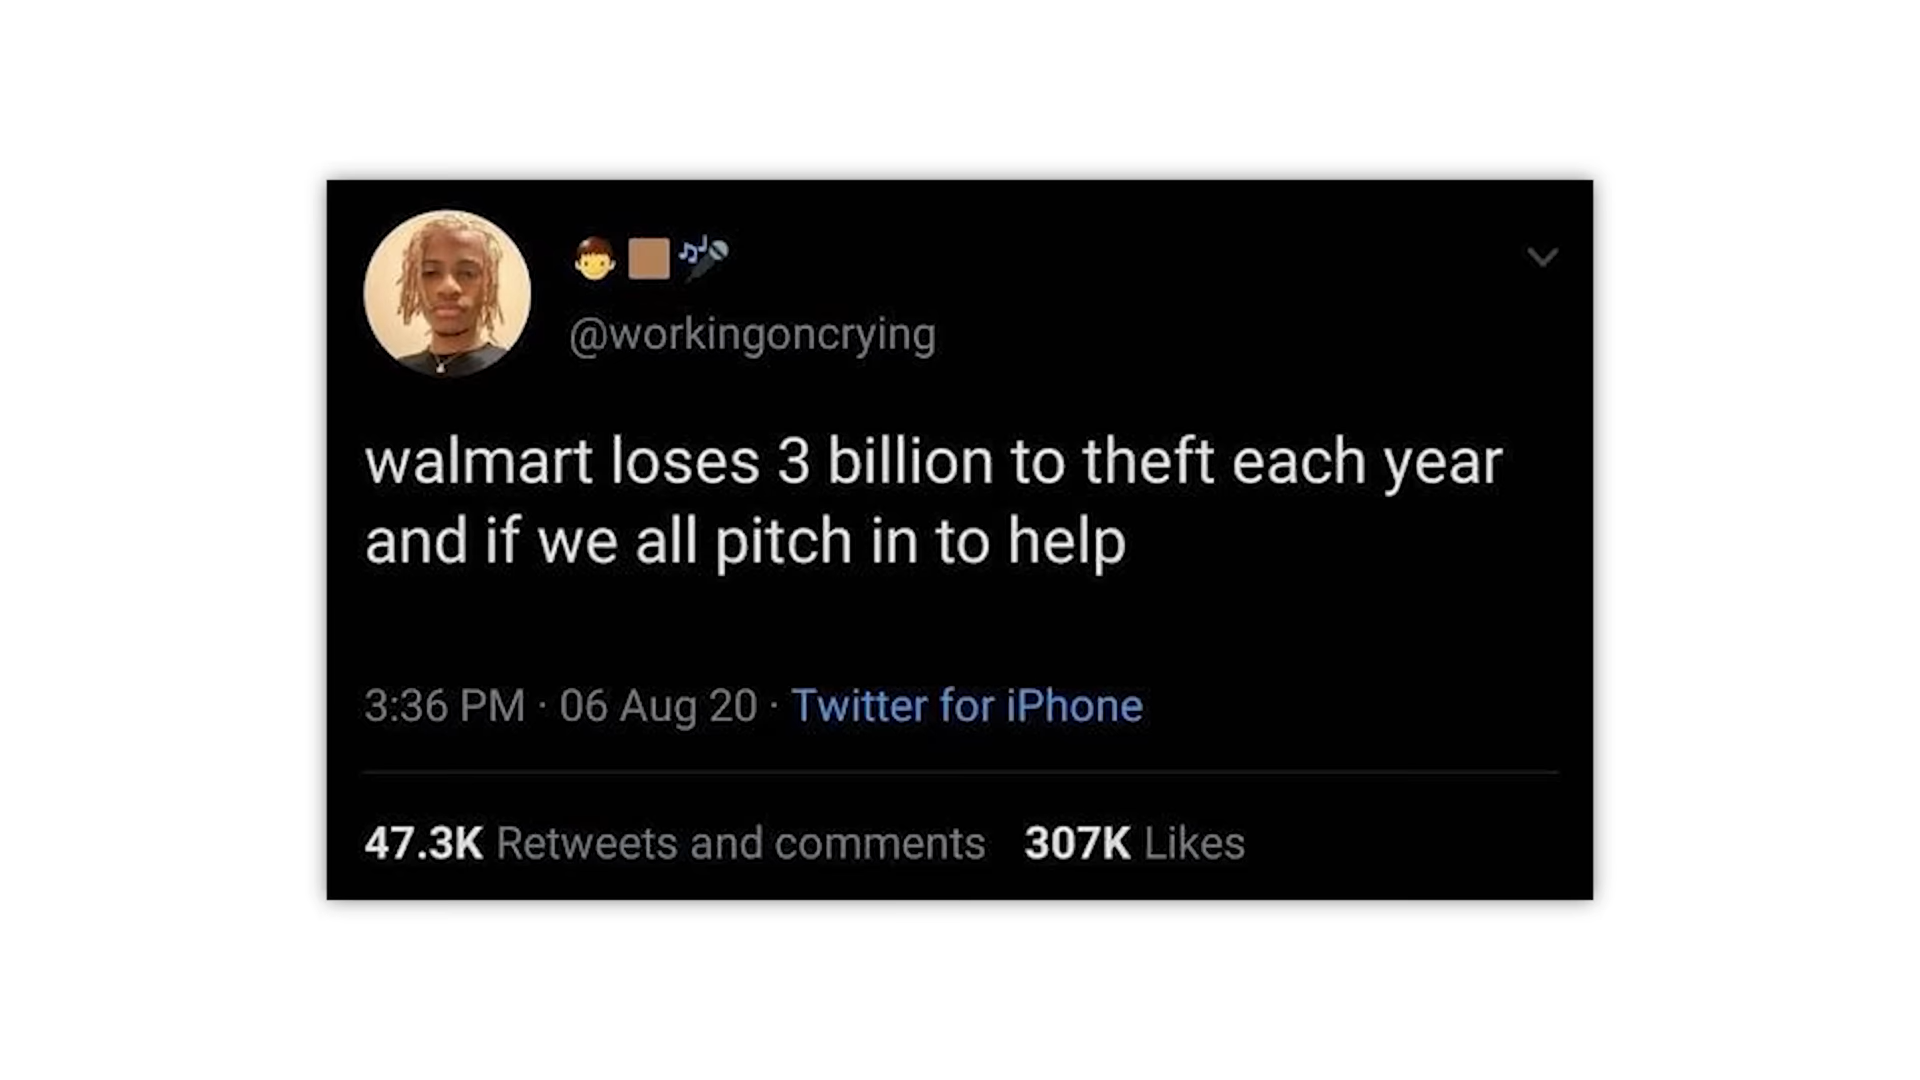 @workingoncrying
walmart loses 3 billion to theft each year
and if we all pitch in to help
3:36 PM · 06 Aug 20 · Twitter for iPhone
47.3K Retweets and comments 307K Likes